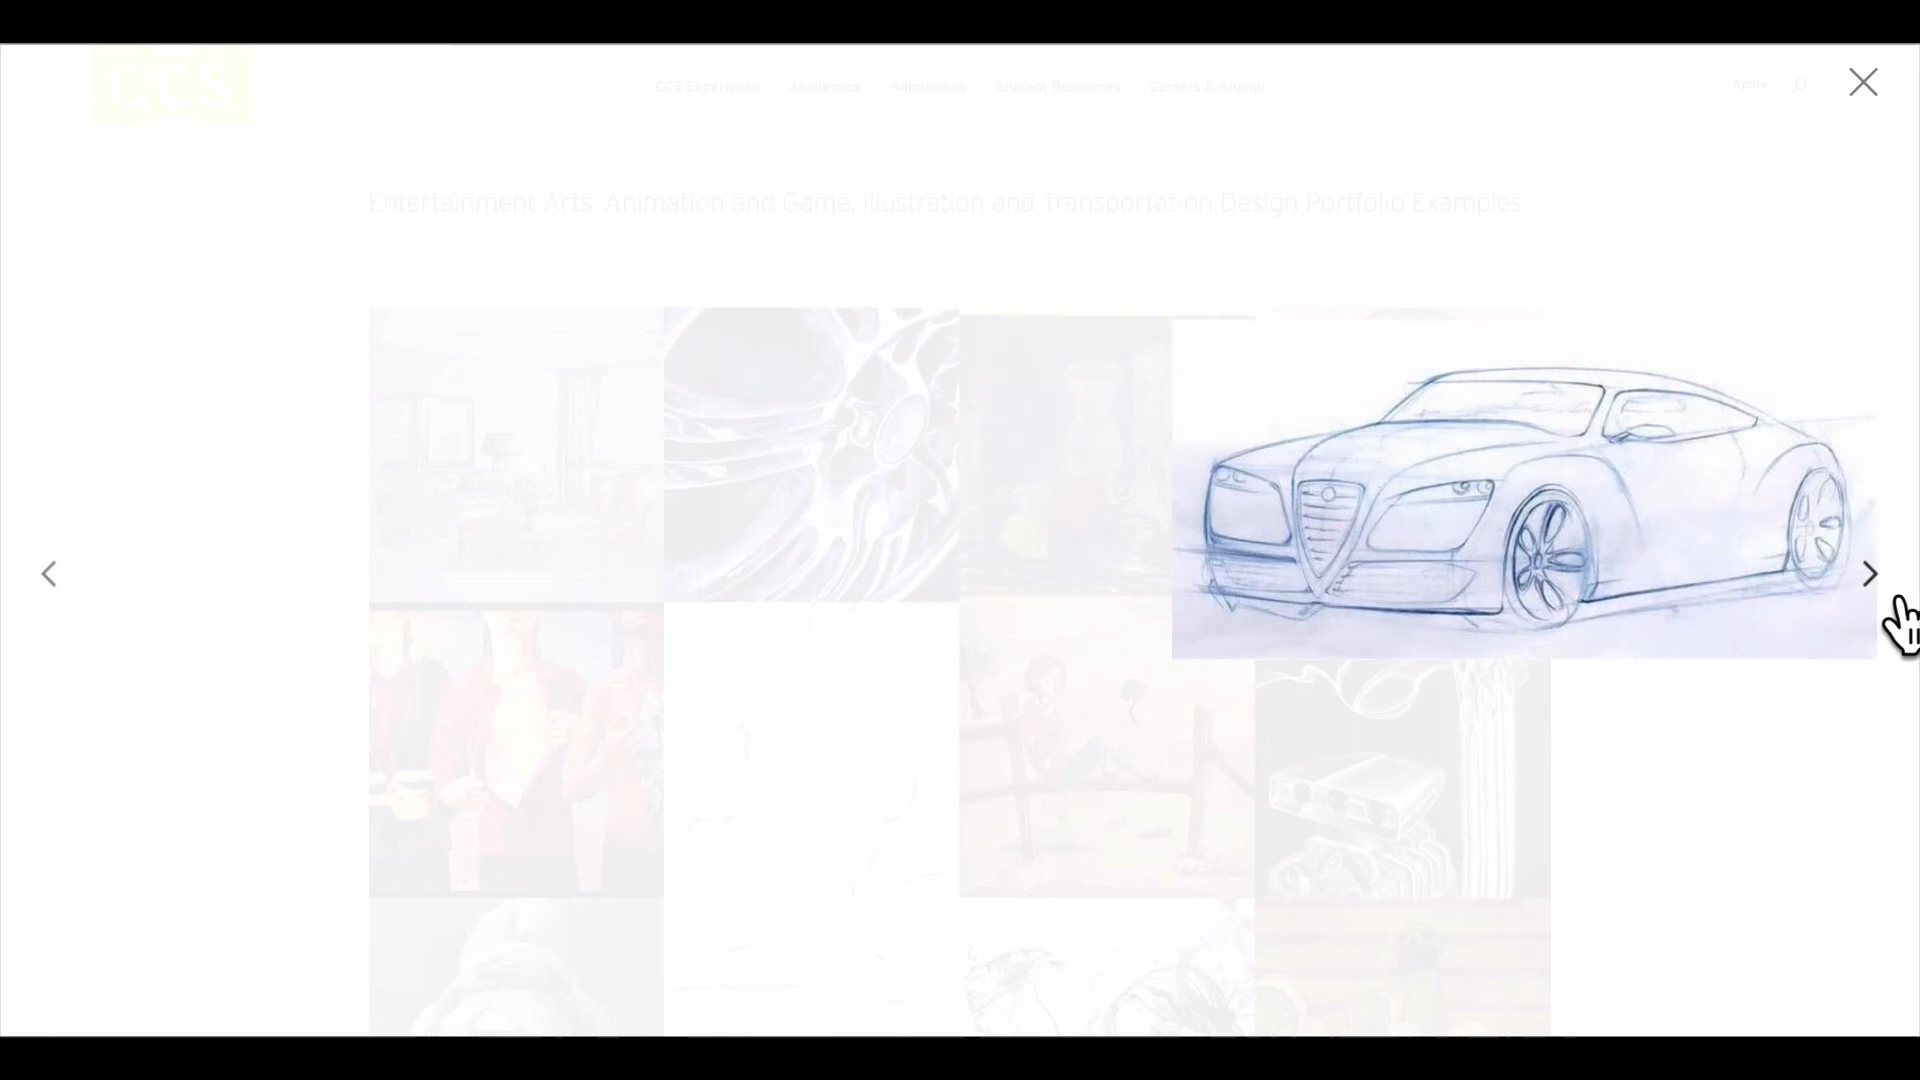 CCS
CCS Experience Academics Admissions Student Resources Careers & Alumni Apply
Entertainment Arts: Animation and Game, Illustration and Transportation Design Portfolio Examples